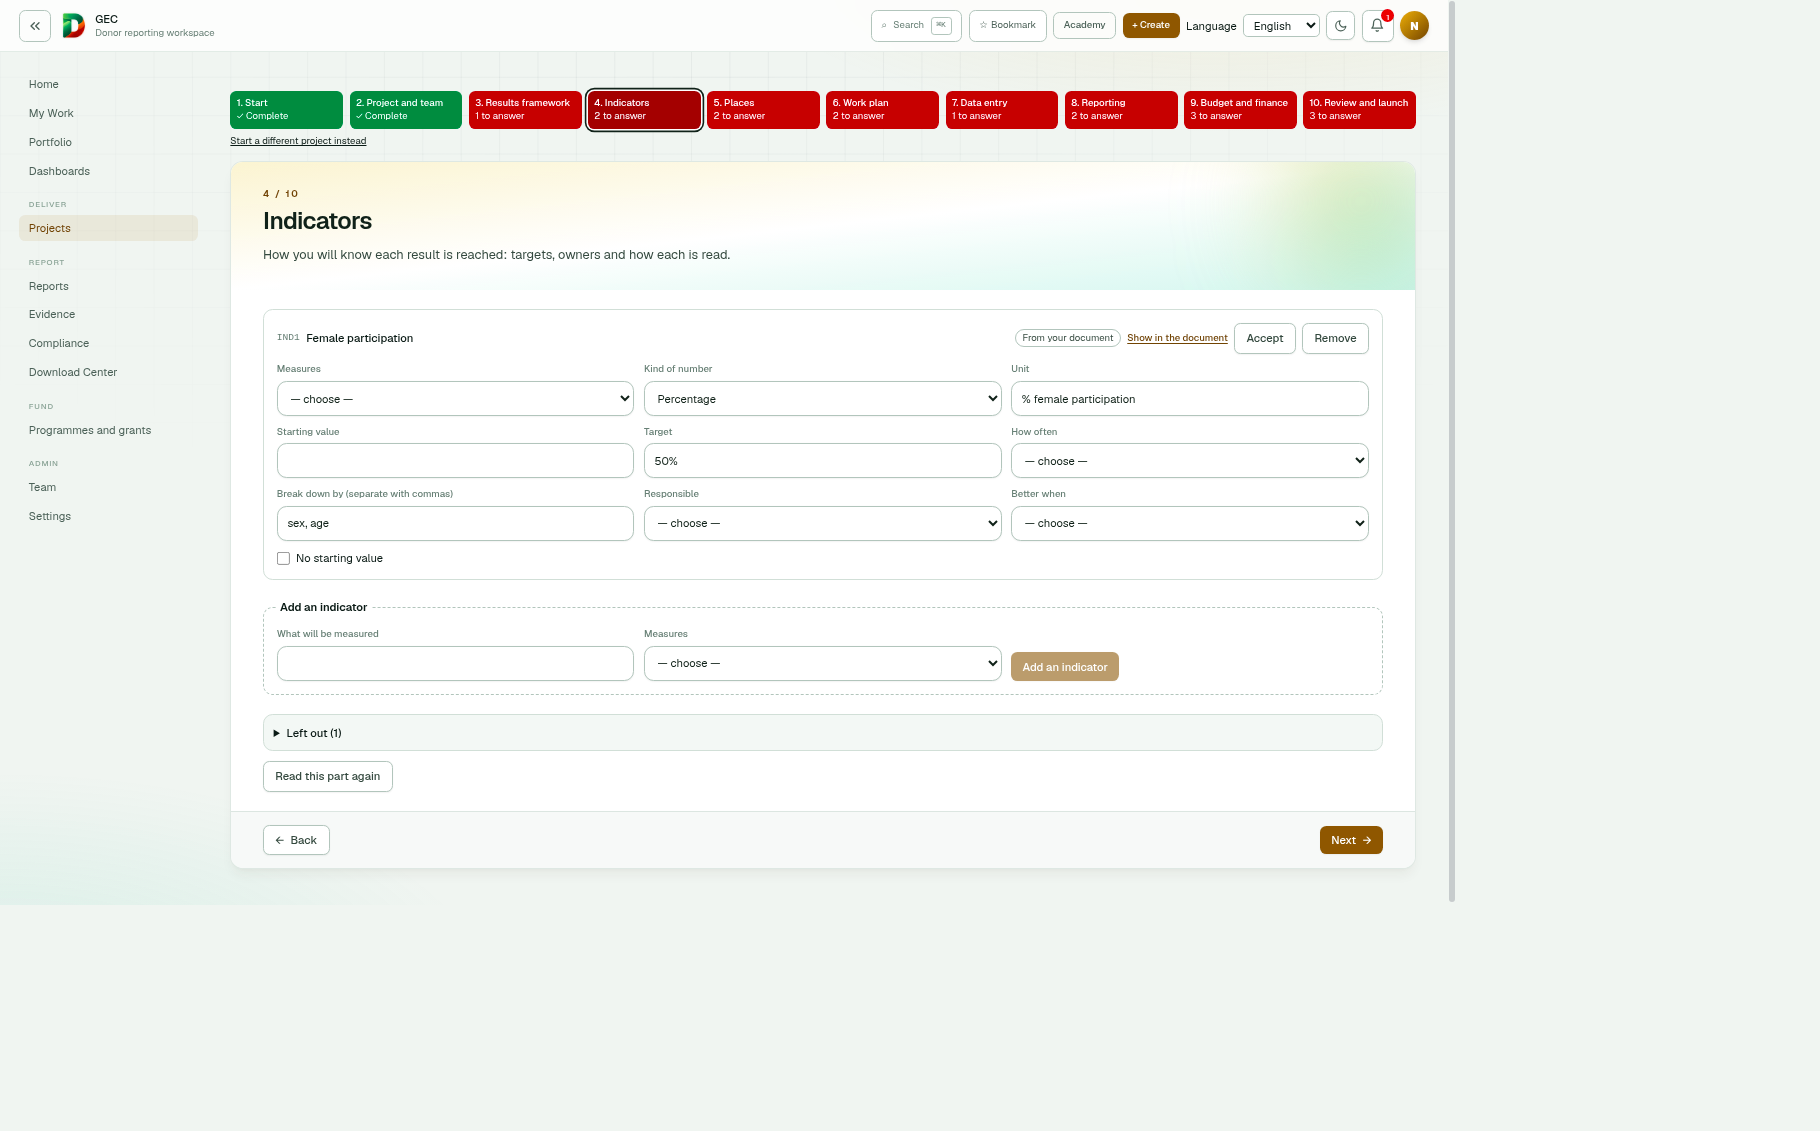 GEC
Donor reporting workspace
Search ⌘K
☆ Bookmark
Academy
+ Create
Language
English
1
N
Home
My Work
Portfolio
Dashboards
DELIVER
Projects
REPORT
Reports
Evidence
Compliance
Download Center
FUND
Programmes and grants
ADMIN
Team
Settings
1. Start
✓ Complete
2. Project and team
✓ Complete
3. Results framework
1 to answer
4. Indicators
2 to answer
5. Places
2 to answer
6. Work plan
2 to answer
7. Data entry
1 to answer
8. Reporting
2 to answer
9. Budget and finance
3 to answer
10. Review and launch
3 to answer
Start a different project instead
4 / 10
Indicators
How you will know each result is reached: targets, owners and how each is read.
IND1 Female participation
From your document
Show in the document
Accept
Remove
Measures
— choose —
Kind of number
Percentage
Unit
% female participation
Starting value
Target
50%
How often
— choose —
Break down by (separate with commas)
sex, age
Responsible
— choose —
Better when
— choose —
No starting value
Add an indicator
What will be measured
Measures
— choose —
Add an indicator
▶ Left out (1)
Read this part again
← Back
Next →